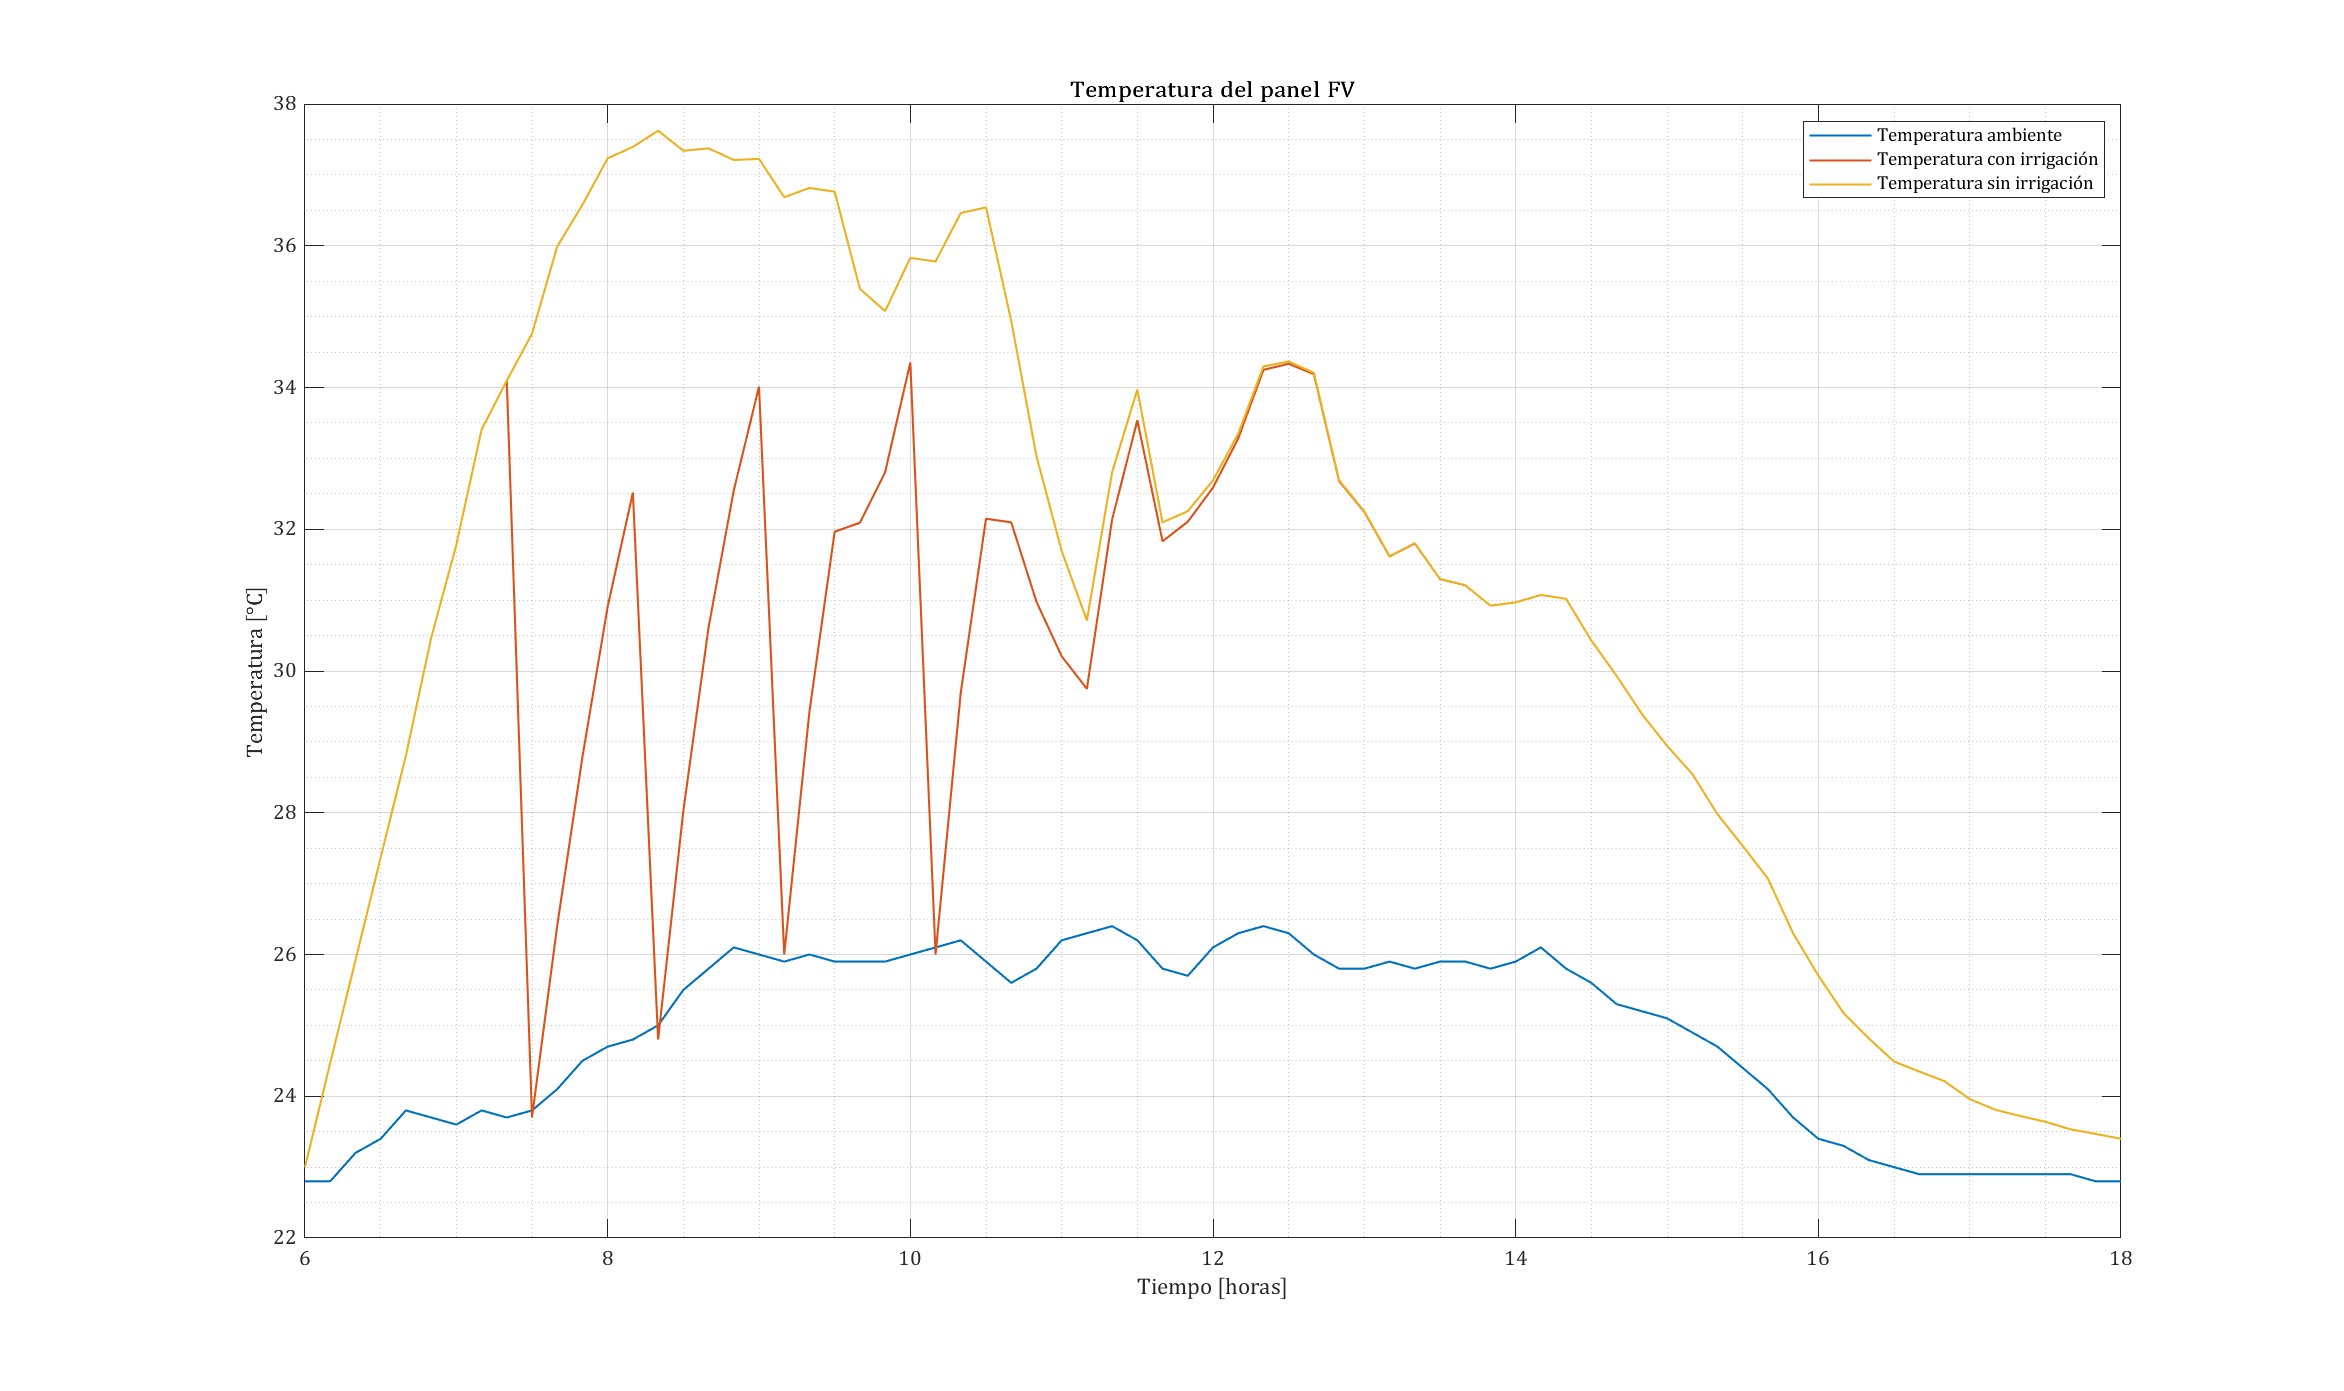 Temperatura del panel FV
38
36
34
32
30
28
26
24
22
Temperatura [°C]
6 8 10 12 14 16 18
Tiempo [horas]
Temperatura ambiente
Temperatura con irrigación
Temperatura sin irrigación